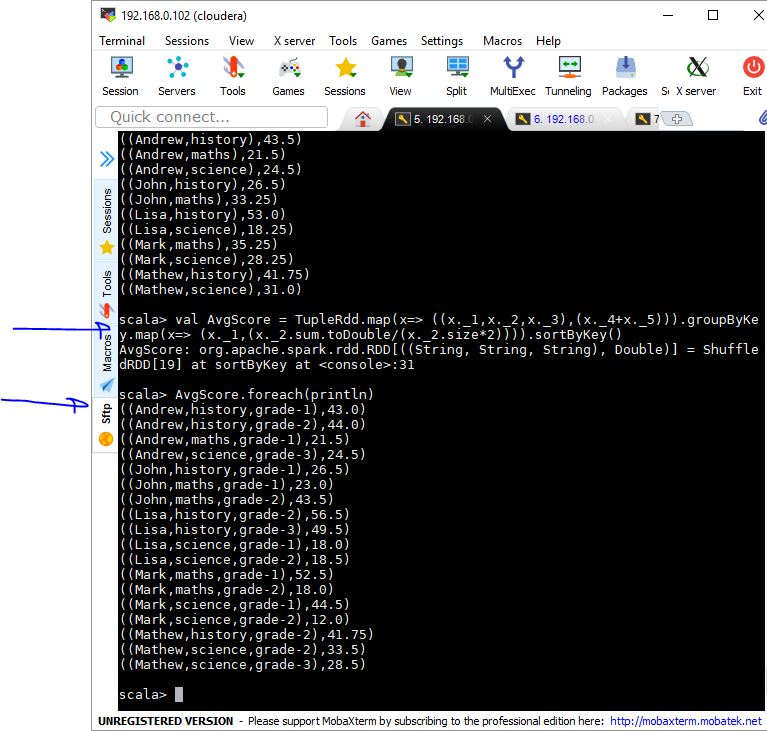 192.168.0.102 (cloudera)
Terminal Sessions View X server Tools Games Settings Macros Help
Session Servers Tools Games Sessions View Split MultiExec Tunneling Packages Se X server Exit
Quick connect...
5. 192.168.0 6. 192.168.0 7
Sessions
Tools
Macros
Sftp
((Andrew,history),43.5)
((Andrew,maths),21.5)
((Andrew,science),24.5)
((John,history),26.5)
((John,maths),33.25)
((Lisa,history),53.0)
((Lisa,science),18.25)
((Mark,maths),35.25)
((Mark,science),28.25)
((Mathew,history),41.75)
((Mathew,science),31.0)
scala> val AvgScore = TupleRdd.map(x=> ((x._1,x._2,x._3),(x._4+x._5))).groupByKe
y.map(x=> (x._1,(x._2.sum.toDouble/(x._2.size*2)))).sortByKey()
AvgScore: org.apache.spark.rdd.RDD[((String, String, String), Double)] = Shuffle
dRDD[19] at sortByKey at <console>:31
scala> AvgScore.foreach(println)
((Andrew,history,grade-1),43.0)
((Andrew,history,grade-2),44.0)
((Andrew,maths,grade-1),21.5)
((Andrew,science,grade-3),24.5)
((John,history,grade-1),26.5)
((John,maths,grade-1),23.0)
((John,maths,grade-2),43.5)
((Lisa,history,grade-2),56.5)
((Lisa,history,grade-3),49.5)
((Lisa,science,grade-1),18.0)
((Lisa,science,grade-2),18.5)
((Mark,maths,grade-1),52.5)
((Mark,maths,grade-2),18.0)
((Mark,science,grade-1),44.5)
((Mark,science,grade-2),12.0)
((Mathew,history,grade-2),41.75)
((Mathew,science,grade-2),33.5)
((Mathew,science,grade-3),28.5)
scala>
UNREGISTERED VERSION - Please support MobaXterm by subscribing to the professional edition here: http://mobaxterm.mobatek.net